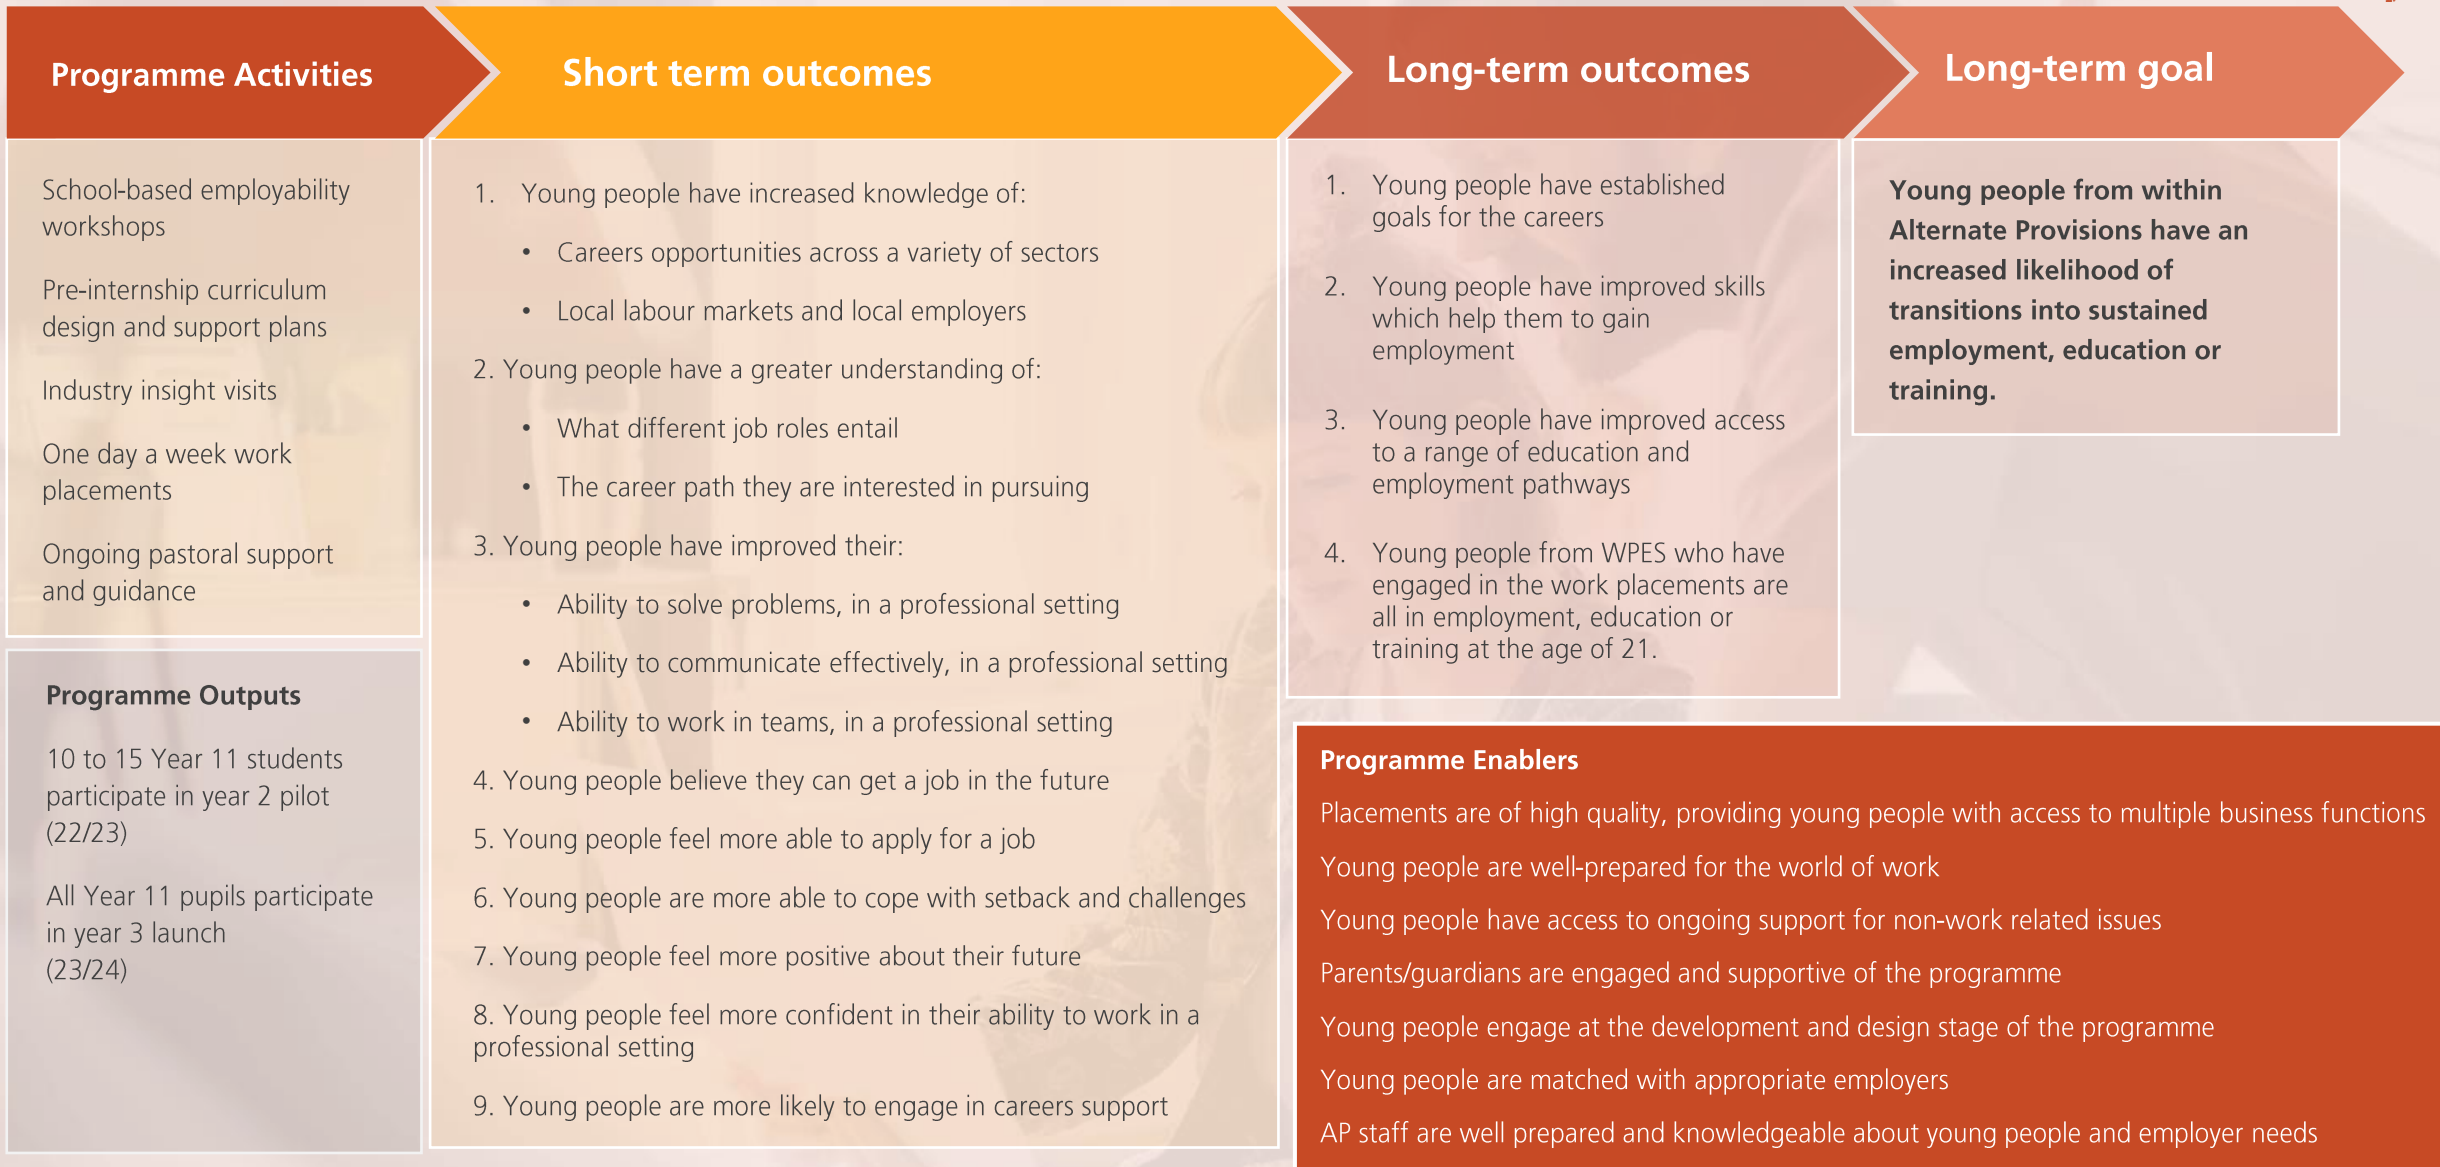 Programme Activities
Short term outcomes
Long-term outcomes
Long-term goal
School-based employability
workshops
Pre-internship curriculum
design and support plans
Industry insight visits
One day a week work
placements
Ongoing pastoral support
and guidance
Programme Outputs
10 to 15 Year 11 students
participate in year 2 pilot
(22/23)
All Year 11 pupils participate
in year 3 launch
(23/24)
1. Young people have increased knowledge of:
• Careers opportunities across a variety of sectors
• Local labour markets and local employers
2. Young people have a greater understanding of:
• What different job roles entail
• The career path they are interested in pursuing
3. Young people have improved their:
• Ability to solve problems, in a professional setting
• Ability to communicate effectively, in a professional setting
• Ability to work in teams, in a professional setting
4. Young people believe they can get a job in the future
5. Young people feel more able to apply for a job
6. Young people are more able to cope with setback and challenges
7. Young people feel more positive about their future
8. Young people feel more confident in their ability to work in a
professional setting
9. Young people are more likely to engage in careers support
1. Young people have established
goals for the careers
2. Young people have improved skills
which help them to gain
employment
3. Young people have improved access
to a range of education and
employment pathways
4. Young people from WPES who have
engaged in the work placements are
all in employment, education or
training at the age of 21.
Young people from within
Alternate Provisions have an
increased likelihood of
transitions into sustained
employment, education or
training.
Programme Enablers
Placements are of high quality, providing young people with access to multiple business functions
Young people are well-prepared for the world of work
Young people have access to ongoing support for non-work related issues
Parents/guardians are engaged and supportive of the programme
Young people engage at the development and design stage of the programme
Young people are matched with appropriate employers
AP staff are well prepared and knowledgeable about young people and employer needs